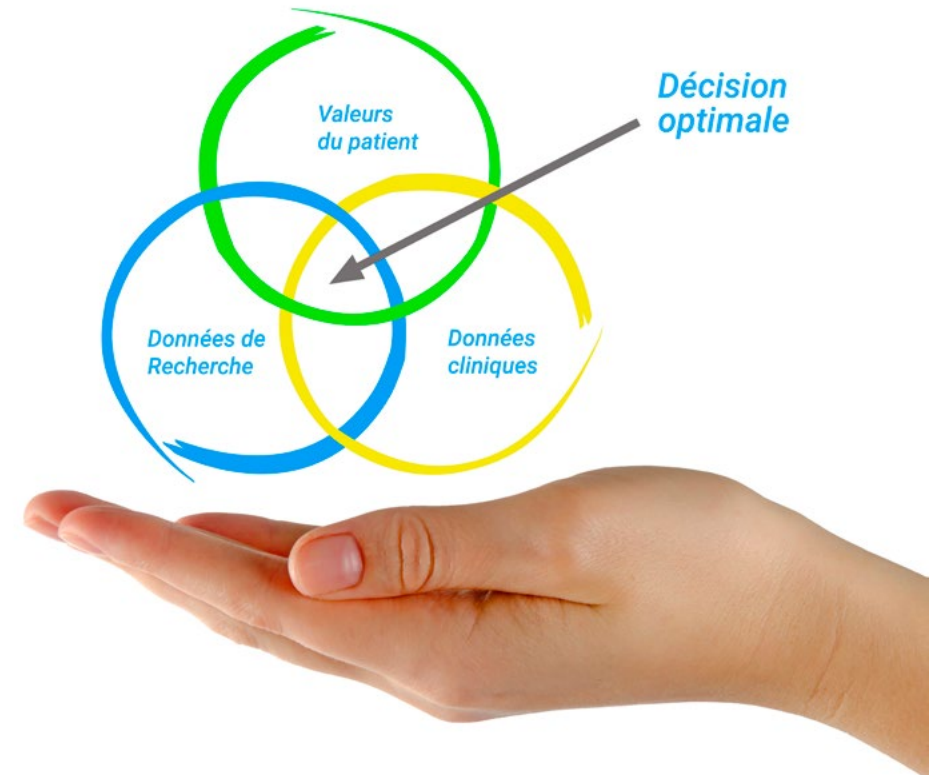 Décision
optimale
Valeurs
du patient
Données de
Recherche
Données
cliniques